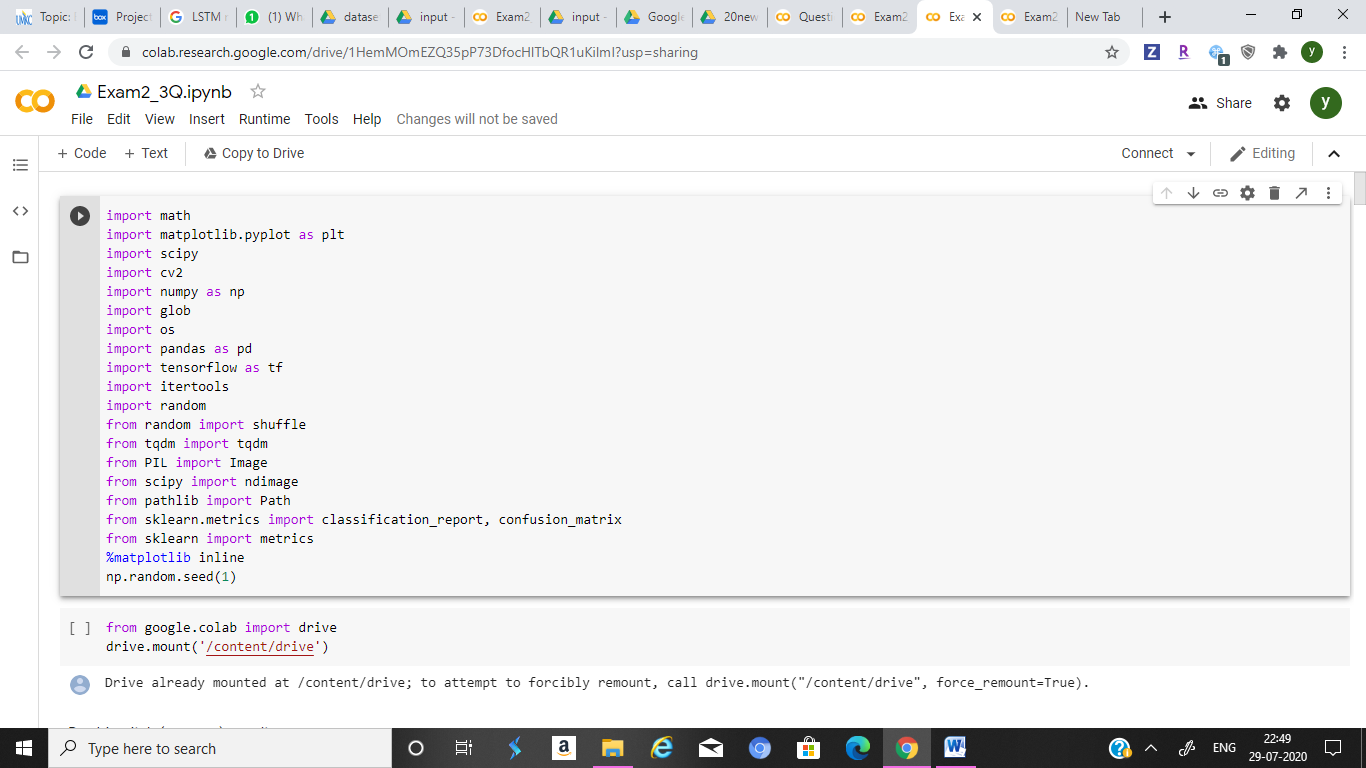 Topic: Project LSTM (1) Wh datase input - Exam2 input - Google 20new Questi Exam2 Exa Exam2 New Tab
colab.research.google.com/drive/1HemMOmEZQ35pP73DfocHITbQR1uKilmI?usp=sharing 1 y
Exam2_3Q.ipynb
Share y
File Edit View Insert Runtime Tools Help Changes will not be saved
+ Code + Text Copy to Drive Connect Editing
import math
import matplotlib.pyplot as plt
import scipy
import cv2
import numpy as np
import glob
import os
import pandas as pd
import tensorflow as tf
import itertools
import random
from random import shuffle
from tqdm import tqdm
from PIL import Image
from scipy import ndimage
from pathlib import Path
from sklearn.metrics import classification_report, confusion_matrix
from sklearn import metrics
%matplotlib inline
np.random.seed(1)
[ ] from google.colab import drive
drive.mount('/content/drive')
Drive already mounted at /content/drive; to attempt to forcibly remount, call drive.mount("/content/drive", force_remount=True).
Type here to search
ENG
22:49
29-07-2020